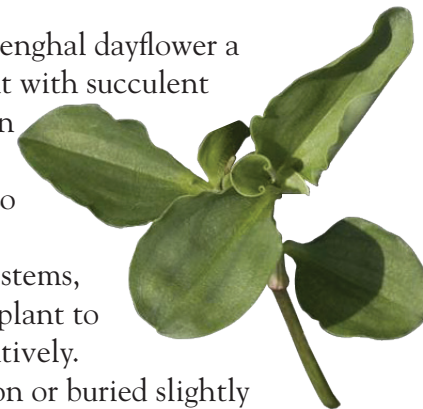 enghal dayflower a
t with succulent
n
o
stems,
plant to
tively.
on or buried slightly